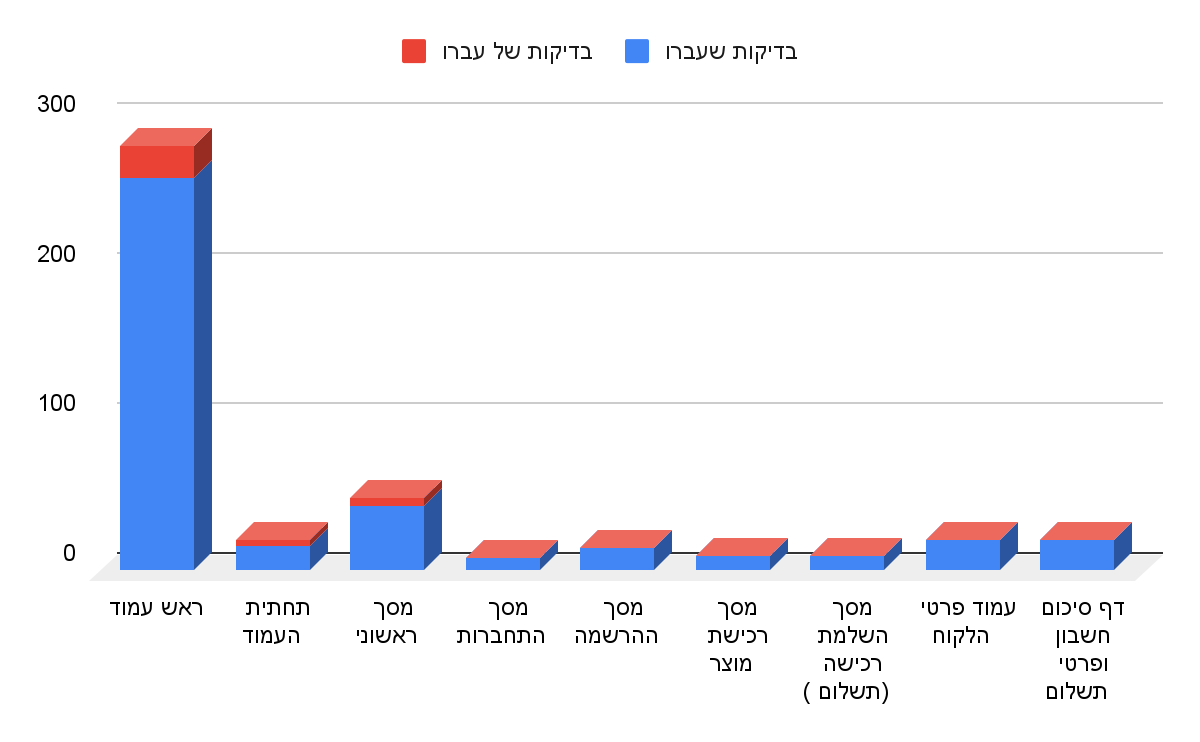 בדיקות של עברו
בדיקות שעברו
300
200
100
0
ראש עמוד
תחתית
העמוד
מסך
ראשוני
מסך
התחברות
מסך
ההרשמה
מסך
רכישת
מוצר
מסך
השלמת
רכישה
(תשלום )
עמוד פרטי
הלקוח
דף סיכום
חשבון
ופרטי
תשלום